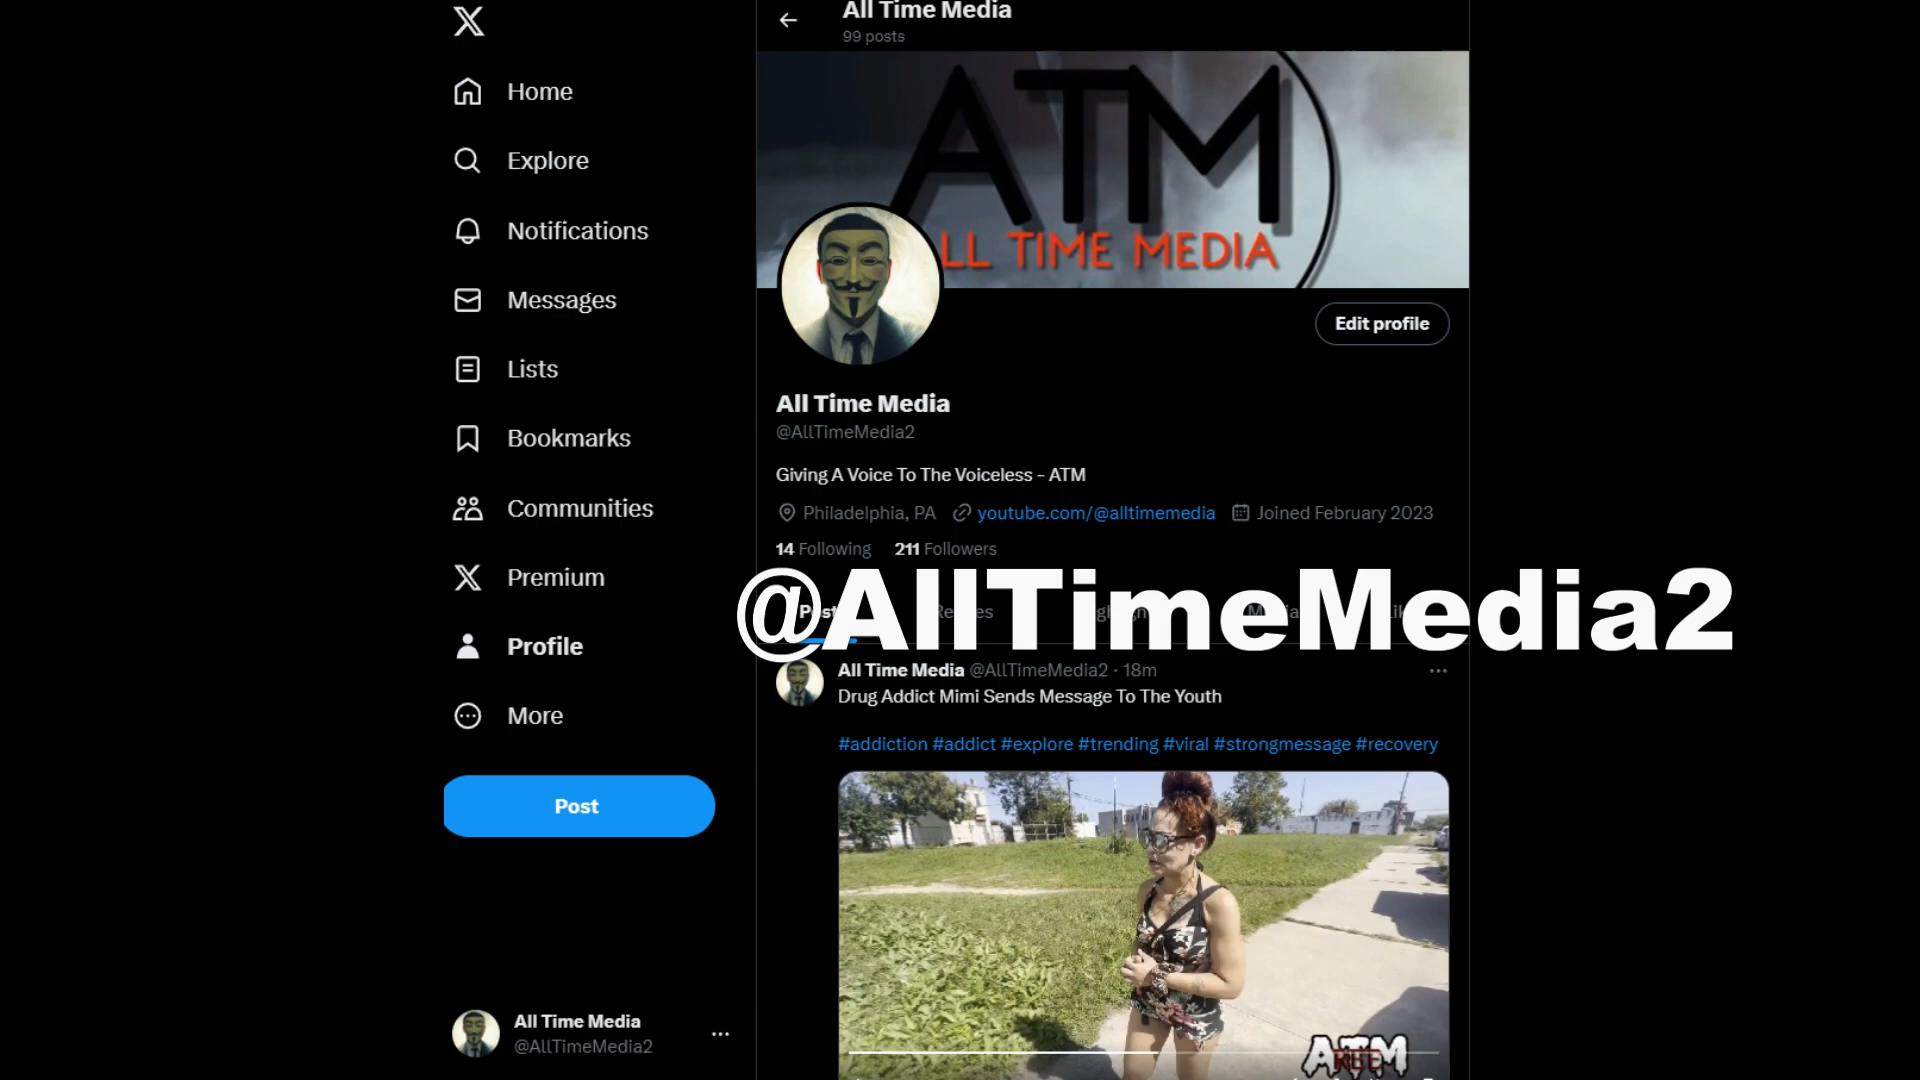 All Time Media
99 posts
Home
Explore
Notifications
Messages
Lists
Bookmarks
Communities
Premium
Profile
More
Post
All Time Media
@AllTimeMedia2
ATM
LL TIME MEDIA
Edit profile
All Time Media
@AllTimeMedia2
Giving A Voice To The Voiceless - ATM
Philadelphia, PA youtube.com/@alltimemedia Joined February 2023
14 Following 211 Followers
@AllTimeMedia2
All Time Media @AllTimeMedia2 · 18m
Drug Addict Mimi Sends Message To The Youth
#addiction #addict #explore #trending #viral #strongmessage #recovery
ATM